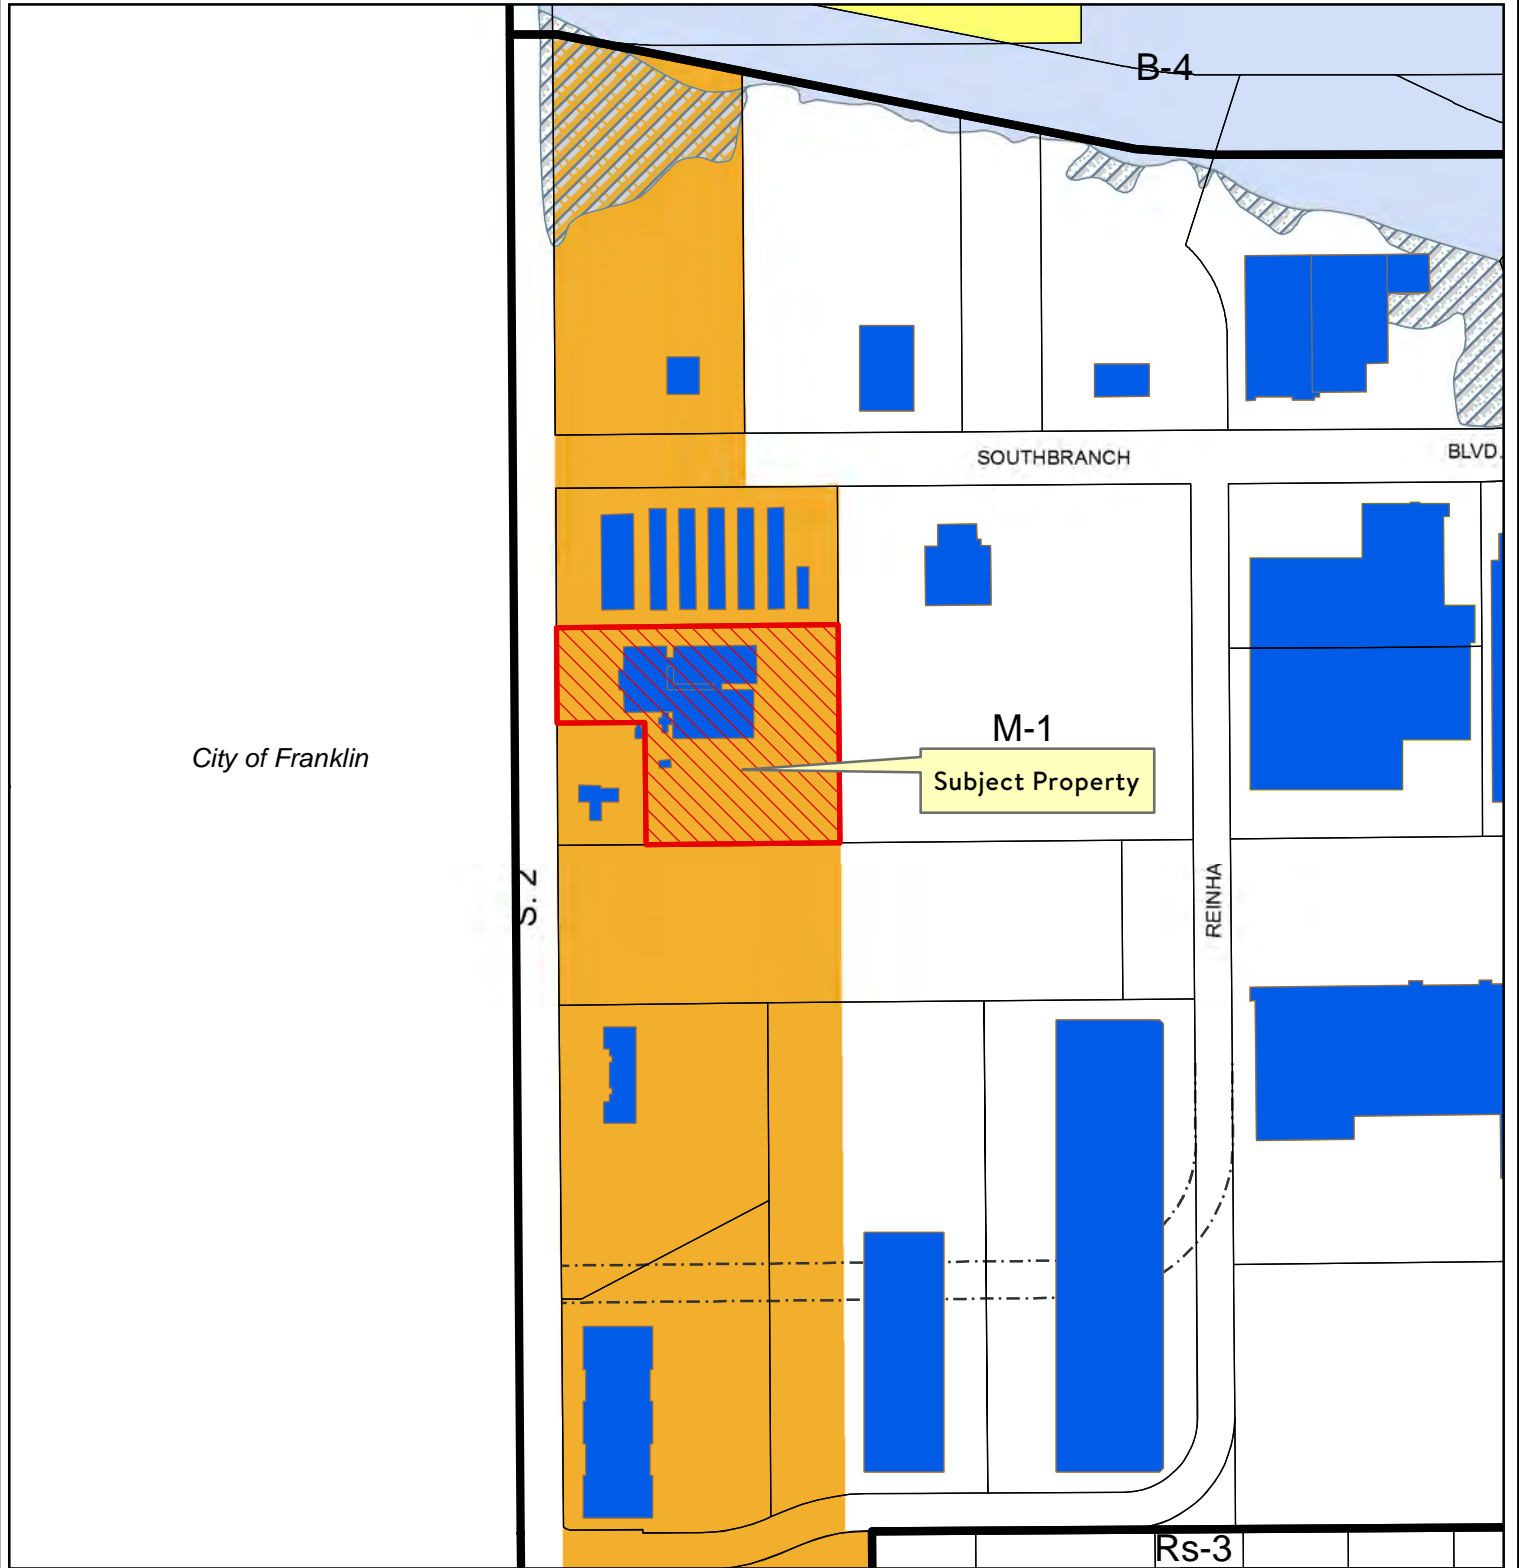 B-4
SOUTHBRANCH
BLVD.
M-1
City of Franklin
Subject Property
S. 2
REINHA
Rs-3